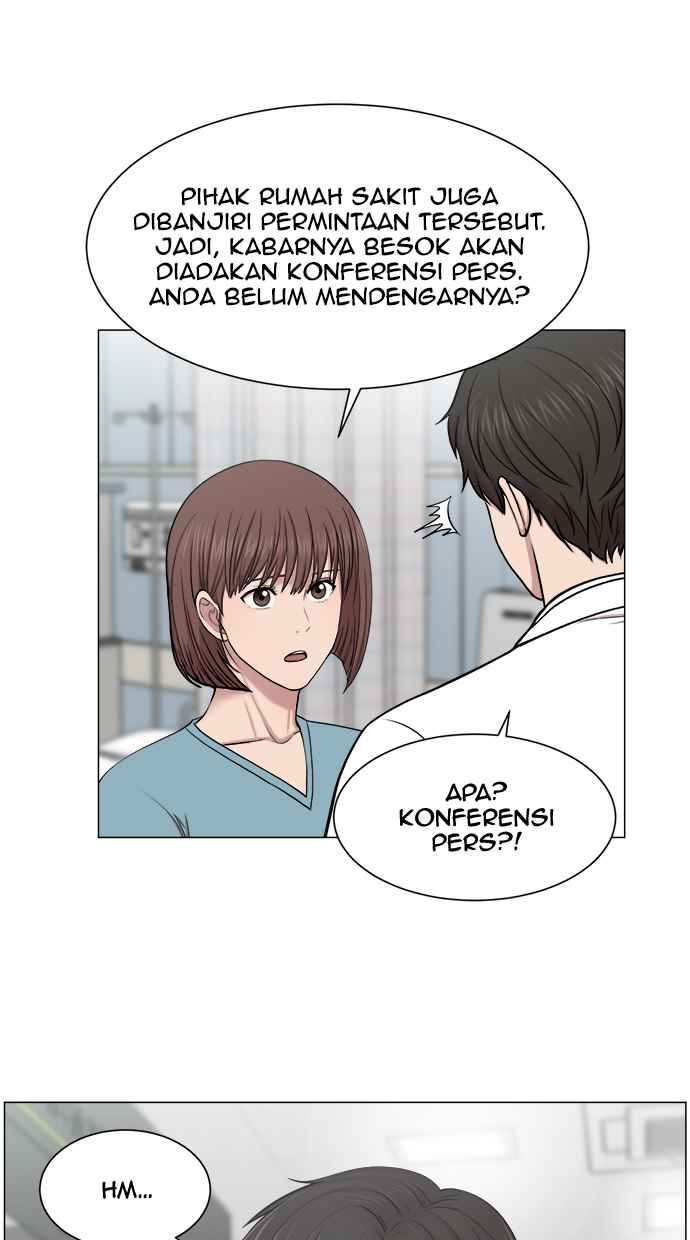 PIHAK RUMAH SAKIT JUGA
DIBANJIRI PERMINTAAN TERSEBUT.
JADI, KABARNYA BESOK AKAN
DIADAKAN KONFERENSI PERS.
ANDA BELUM MENDENGARNYA?
APA?
KONFERENSI
PERS?!
HM...